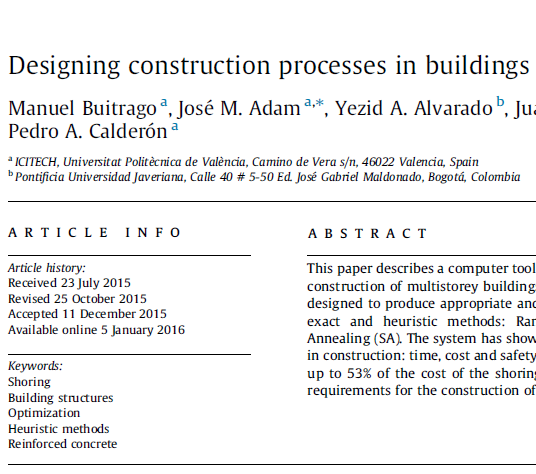 Designing construction processes in buildings
Manuel Buitrago a, José M. Adam a,*, Yezid A. Alvarado b,
Pedro A. Calderón a
a ICITECH, Universitat Politècnica de València, Camino de Vera s/n, 46022 Valencia, Spain
b Pontificia Universidad Javeriana, Calle 40 # 5-50 Ed. José Gabriel Maldonado, Bogotá, Colombia
ARTICLE INFO
Article history:
Received 23 July 2015
Revised 25 October 2015
Accepted 11 December 2015
Available online 5 January 2016
Keywords:
Shoring
Building structures
Optimization
Heuristic methods
Reinforced concrete
ABSTRACT
This paper describes a computer tool
construction of multistorey
designed to produce appropriate and
exact and heuristic methods:
Annealing (SA). The system has
in construction: time, cost and safety
up to 53% of the cost of the
requirements for the construction of